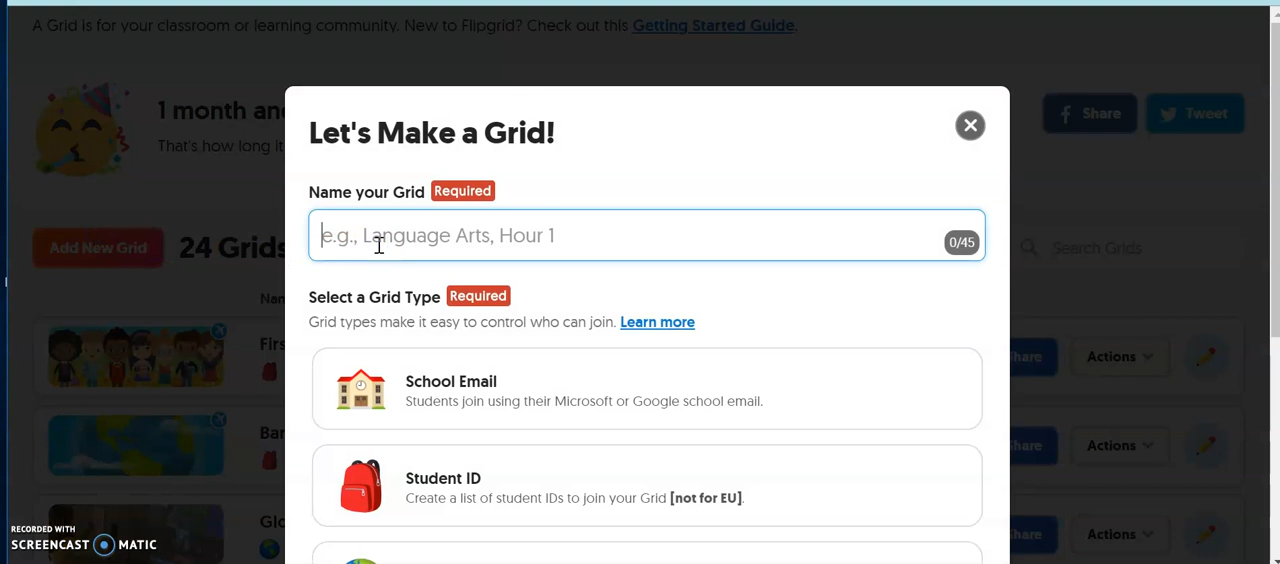 A Grid is for your classroom or learning community. New to Flipgrid? Check out this Getting Started Guide.
1 month and
That's how long it
Share
Tweet
Let's Make a Grid!
Name your Grid Required
e.g., Language Arts, Hour 1
0/45
Add New Grid
24 Grids
Search Grids
Select a Grid Type Required
Grid types make it easy to control who can join. Learn more
School Email
Students join using their Microsoft or Google school email.
Actions
Student ID
Create a list of student IDs to join your Grid [not for EU].
Actions
Actions
RECORDED WITH
SCREENCAST MATIC